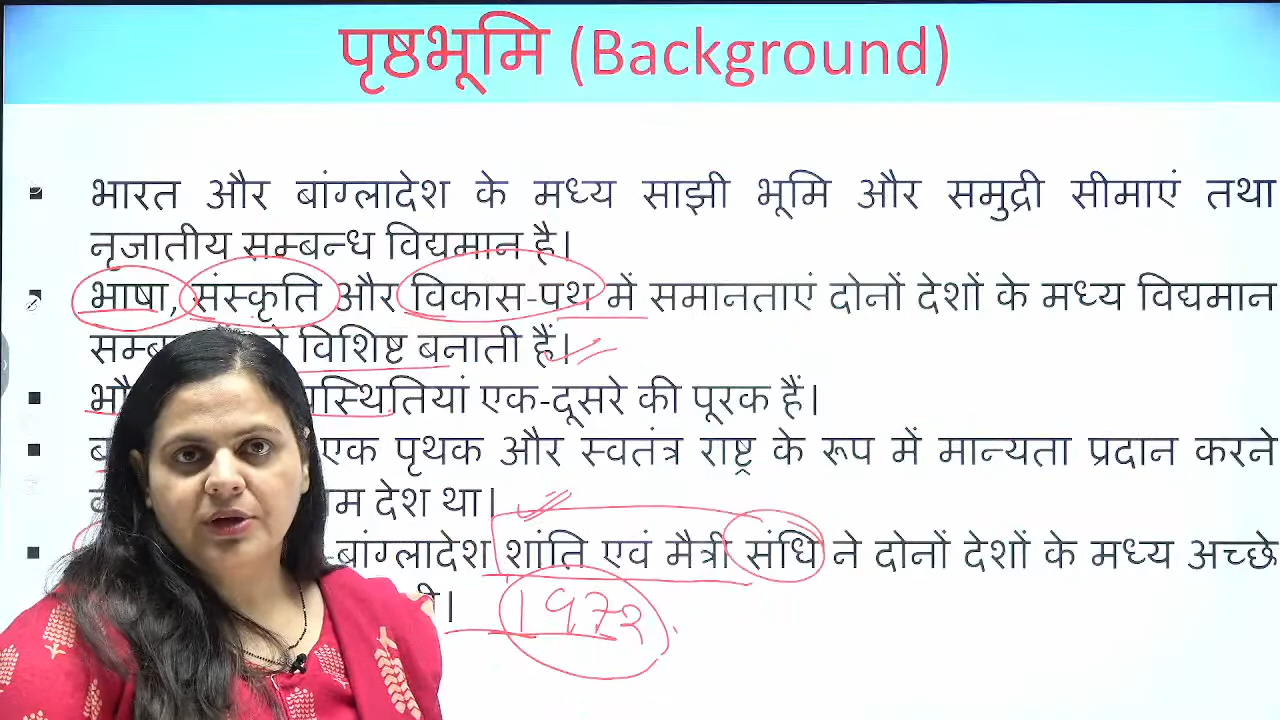 पृष्ठभूमि (Background)
भारत और बांग्लादेश के मध्य साझी भूमि और समुद्री सीमाएं तथा
नृजातीय सम्बन्ध विद्यमान है।
भाषा, संस्कृति और विकास-पथ में समानताएं दोनों देशों के मध्य विद्यमान
विशिष्ट बनाती हैं।
एक-दूसरे की पूरक हैं।
एक पृथक और स्वतंत्र राष्ट्र के रूप में मान्यता प्रदान करने
देश था।
-बांग्लादेश शांति एवं मैत्री संधि ने दोनों देशों के मध्य अच्छे
1972